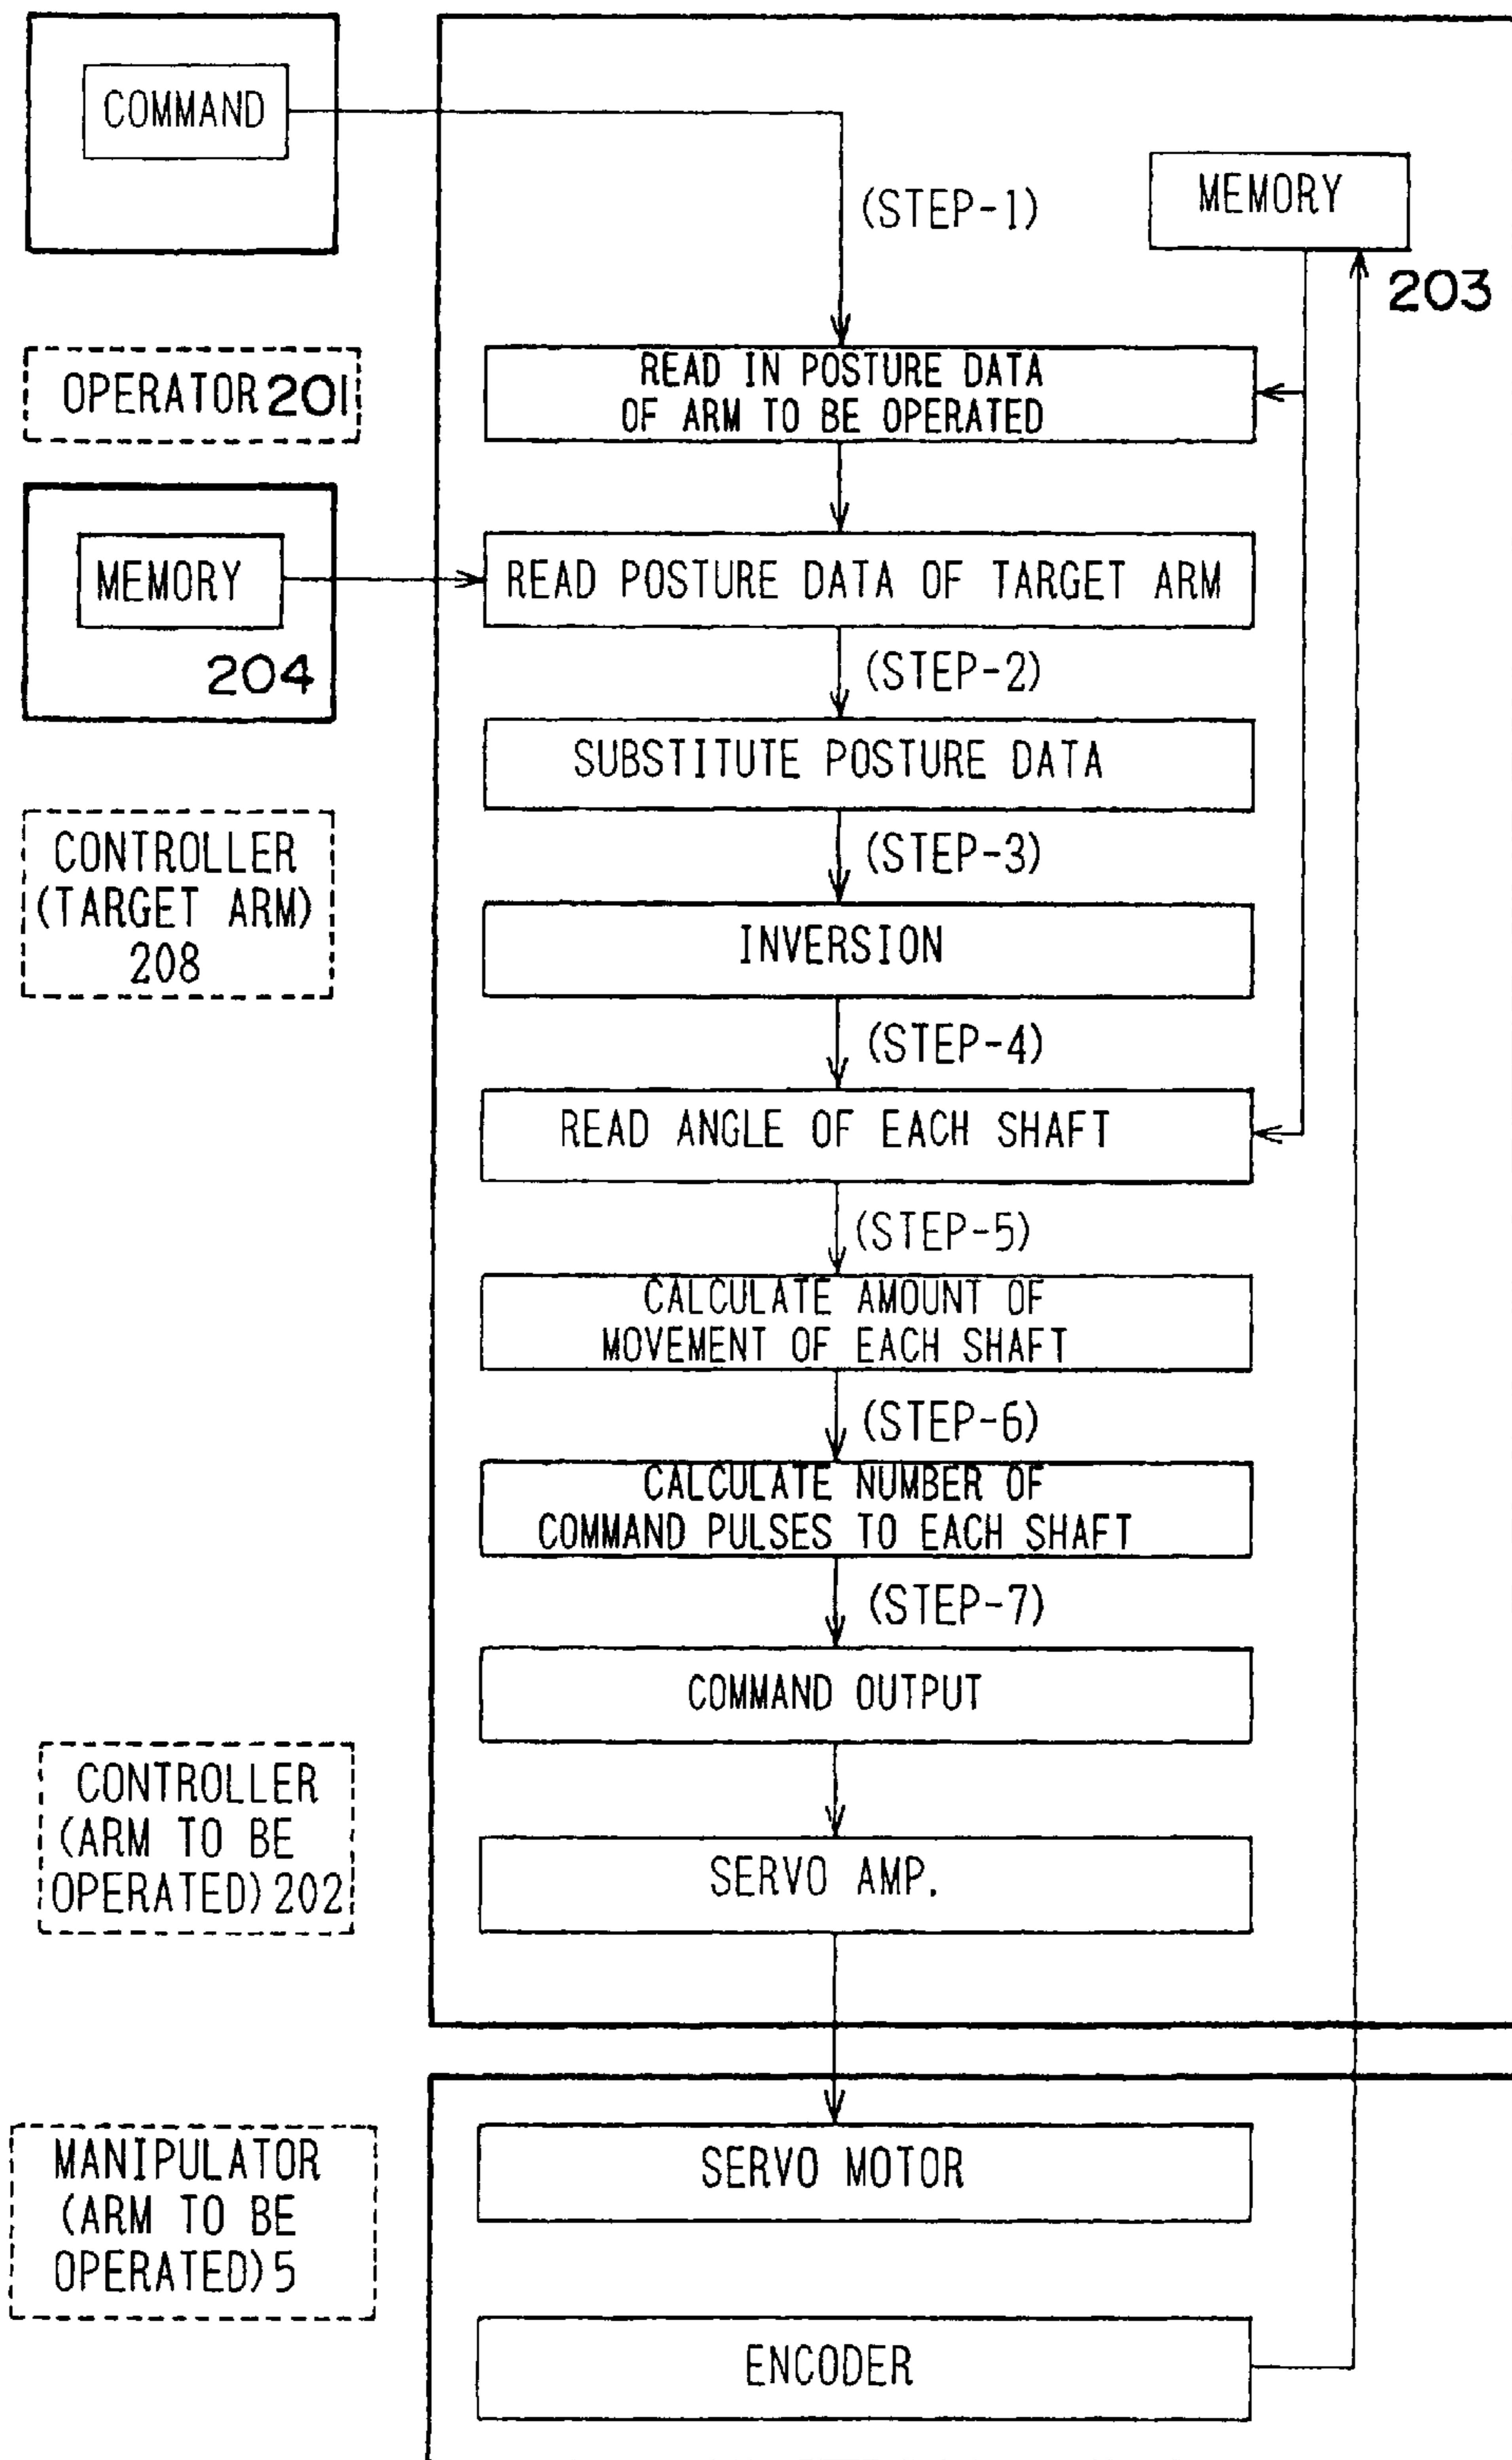 COMMAND
(STEP-1)
MEMORY
203
OPERATOR 201
READ IN POSTURE DATA
OF ARM TO BE OPERATED
MEMORY
204
READ POSTURE DATA OF TARGET ARM
(STEP-2)
SUBSTITUTE POSTURE DATA
(STEP-3)
CONTROLLER
(TARGET ARM)
208
INVERSION
(STEP-4)
READ ANGLE OF EACH SHAFT
(STEP-5)
CALCULATE AMOUNT OF
MOVEMENT OF EACH SHAFT
(STEP-6)
CALCULATE NUMBER OF
COMMAND PULSES TO EACH SHAFT
(STEP-7)
COMMAND OUTPUT
CONTROLLER
(ARM TO BE
OPERATED) 202
SERVO AMP.
MANIPULATOR
(ARM TO BE
OPERATED) 5
SERVO MOTOR
ENCODER